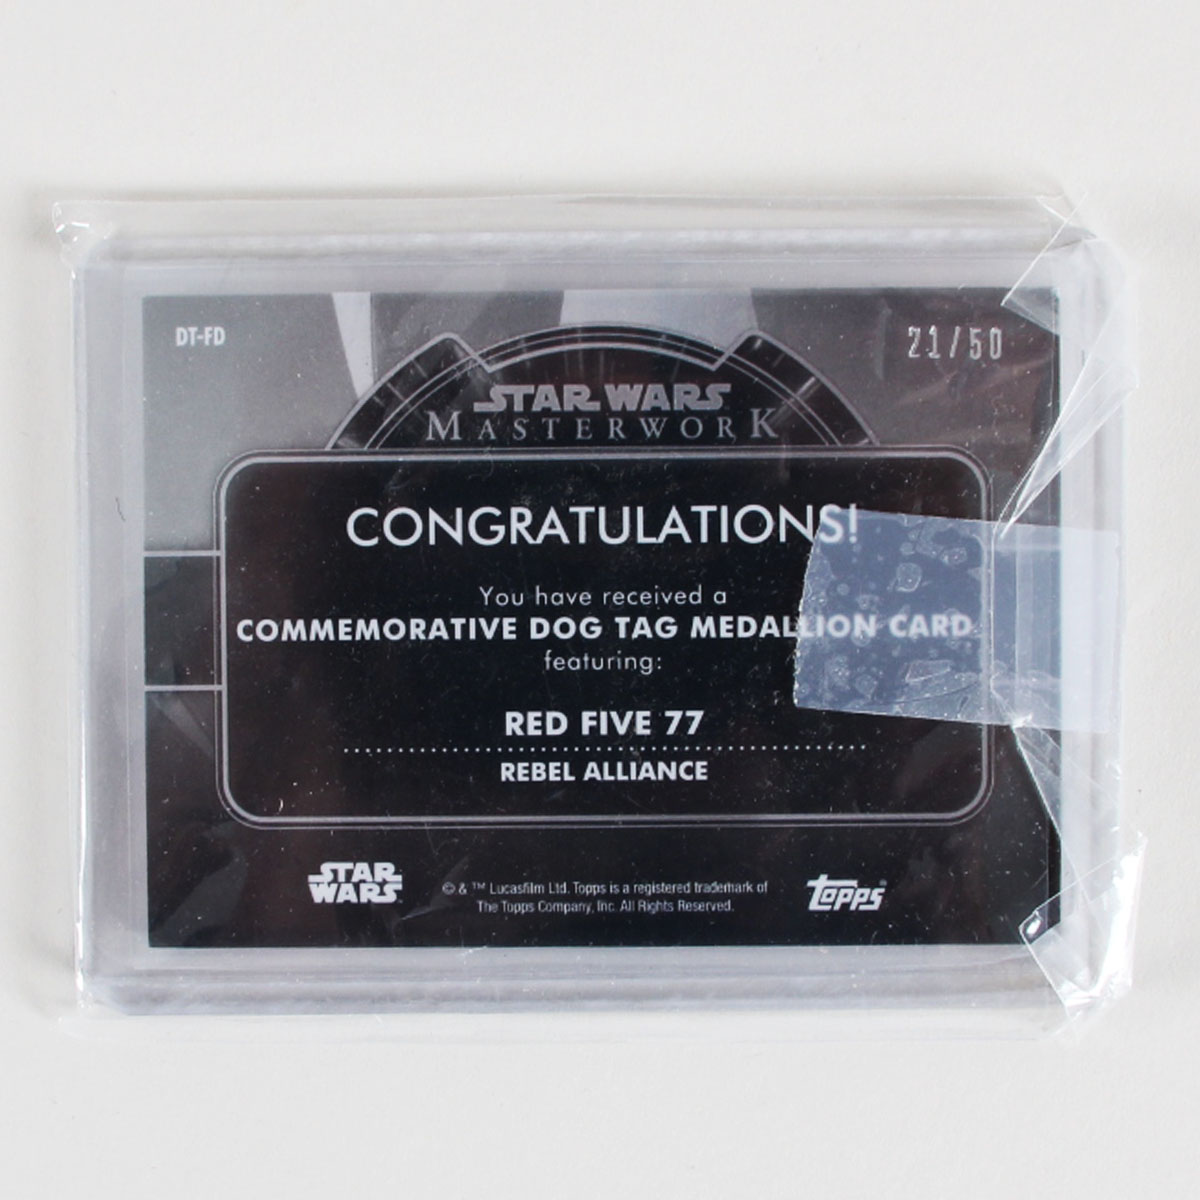 DT-FD
21/50
STAR WARS
MASTERWORK
CONGRATULATIONS!
You have received a
COMMEMORATIVE DOG TAG MEDALLION CARD
featuring:
RED FIVE 77
REBEL ALLIANCE
STAR
WARS
© & ™ Lucasfilm Ltd. Topps is a registered trademark of
The Topps Company, Inc. All Rights Reserved.
Topps®